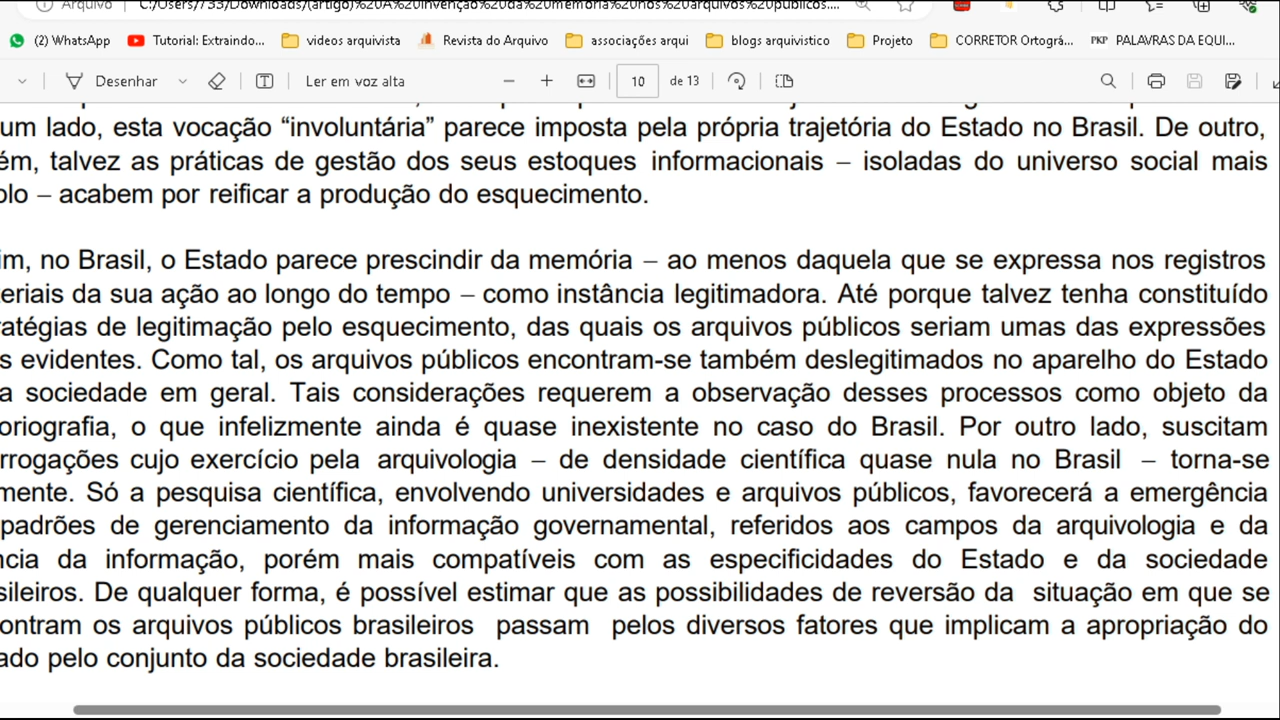 Arquivo C:/Users/733/Downloads/(artigo)%20A%20invenção%20da%20memória%20nos%20arquivos%20públicos....
(2) WhatsApp Tutorial: Extraindo... videos arquivista Revista do Arquivo associações arqui blogs arquivistico Projeto CORRETOR Ortográ... PKP PALAVRAS DA EQUI...
Desenhar Ler em voz alta 10 de 13
um lado, esta vocação “involuntária” parece imposta pela própria trajetória do Estado no Brasil. De outro,
ém, talvez as práticas de gestão dos seus estoques informacionais – isoladas do universo social mais
plo – acabem por reificar a produção do esquecimento.
im, no Brasil, o Estado parece prescindir da memória – ao menos daquela que se expressa nos registros
teriais da sua ação ao longo do tempo – como instância legitimadora. Até porque talvez tenha constituído
ratégias de legitimação pelo esquecimento, das quais os arquivos públicos seriam umas das expressões
s evidentes. Como tal, os arquivos públicos encontram-se também deslegitimados no aparelho do Estado
a sociedade em geral. Tais considerações requerem a observação desses processos como objeto da
oriografia, o que infelizmente ainda é quase inexistente no caso do Brasil. Por outro lado, suscitam
rrogações cujo exercício pela arquivologia – de densidade científica quase nula no Brasil – torna-se
mente. Só a pesquisa científica, envolvendo universidades e arquivos públicos, favorecerá a emergência
padrões de gerenciamento da informação governamental, referidos aos campos da arquivologia e da
ncia da informação, porém mais compatíveis com as especificidades do Estado e da sociedade
sileiros. De qualquer forma, é possível estimar que as possibilidades de reversão da situação em que se
ontram os arquivos públicos brasileiros passam pelos diversos fatores que implicam a apropriação do
ado pelo conjunto da sociedade brasileira.